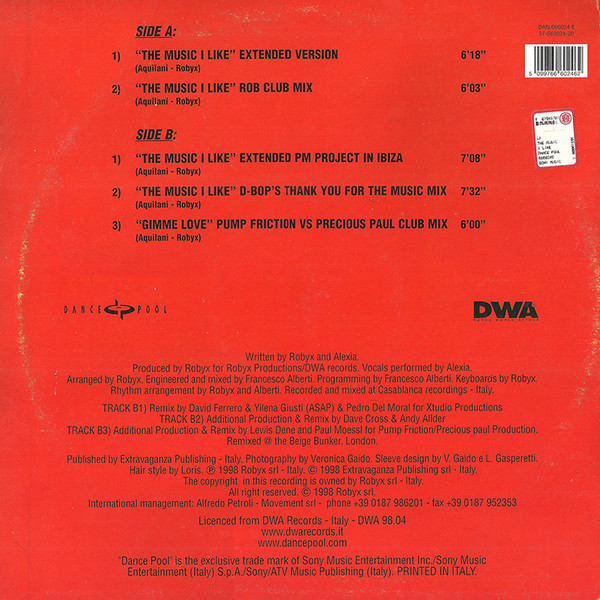 SIDE A:
1) "THE MUSIC I LIKE" EXTENDED VERSION 6'18"
(Aquilani - Robyx)
2) "THE MUSIC I LIKE" ROB CLUB MIX 6'03"
(Aquilani - Robyx)
SIDE B:
1) "THE MUSIC I LIKE" EXTENDED PM PROJECT IN IBIZA 7'08"
(Aquilani - Robyx)
2) "THE MUSIC I LIKE" D-BOP'S THANK YOU FOR THE MUSIC MIX 7'32"
(Aquilani - Robyx)
3) "GIMME LOVE" PUMP FRICTION VS PRECIOUS PAUL CLUB MIX 6'00"
(Aquilani - Robyx)
5 099766 602462
THE MUSIC
I LIKE
DANCE POOL
SONY MUSIC
DANCE POOL
DWA
DANCE WORLD ATTACK
Written by Robyx and Alexia.
Produced by Robyx for Robyx Productions/DWA records. Vocals performed by Alexia.
Arranged by Robyx. Engineered and mixed by Francesco Alberti. Programming by Francesco Alberti. Keyboards by Robyx.
Rhythm arrangement by Robyx and Alberti. Recorded and mixed at Casablanca recordings - Italy.
TRACK B1) Remix by David Ferrero & Yilena Giusti (ASAP) & Pedro Del Moral for Xtudio Productions
TRACK B2) Additional Production & Remix by Dave Cross & Andy Allder
TRACK B3) Additional Production & Remix by Lewis Dene and Paul Moessl for Pump Friction/Precious paul Production.
Remixed @ the Beige Bunker. London.
Published by Extravaganza Publishing - Italy. Photography by Veronica Gaido. Sleeve design by V. Gaido e L. Gasperetti.
Hair style by Loris. ℗ 1998 Robyx srl - Italy. © 1998 Extravaganza Publishing srl - Italy.
The copyright in this recording is owned by Robyx srl - Italy.
All right reserved. © 1998 Robyx srl.
International management: Alfredo Petroli - Movement srl - phone +39 0187 986201 - fax +39 0187 952353
Licenced from DWA Records - Italy - DWA 98.04
www.dwarecords.it
www.dancepool.com
"Dance Pool" is the exclusive trade mark of Sony Music Entertainment Inc./Sony Music
Entertainment (Italy) S.p.A./Sony/ATV Music Publishing (Italy). PRINTED IN ITALY.